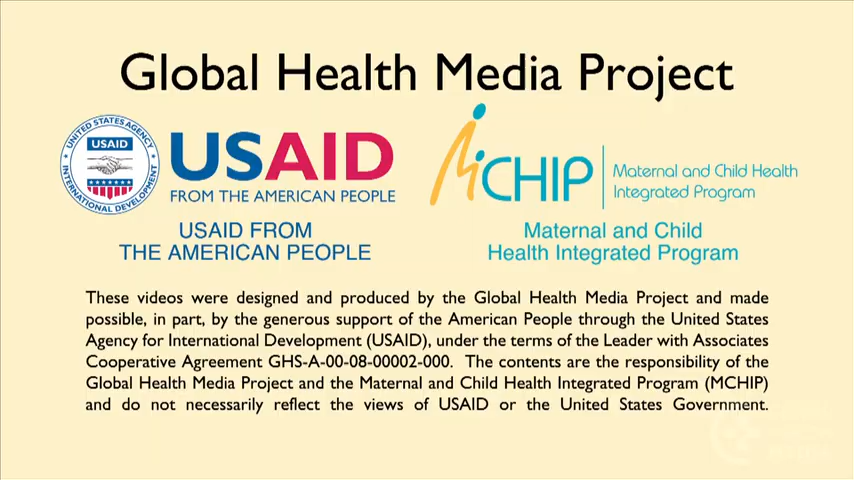 Global Health Media Project
UNITED STATES AGENCY
USAID
INTERNATIONAL DEVELOPMENT
USAID
FROM THE AMERICAN PEOPLE
USAID FROM
THE AMERICAN PEOPLE
MCHIP
Maternal and Child Health
Integrated Program
Maternal and Child
Health Integrated Program
These videos were designed and produced by the Global Health Media Project and made
possible, in part, by the generous support of the American People through the United States
Agency for International Development (USAID), under the terms of the Leader with Associates
Cooperative Agreement GHS-A-00-08-00002-000. The contents are the responsibility of the
Global Health Media Project and the Maternal and Child Health Integrated Program (MCHIP)
and do not necessarily reflect the views of USAID or the United States Government.